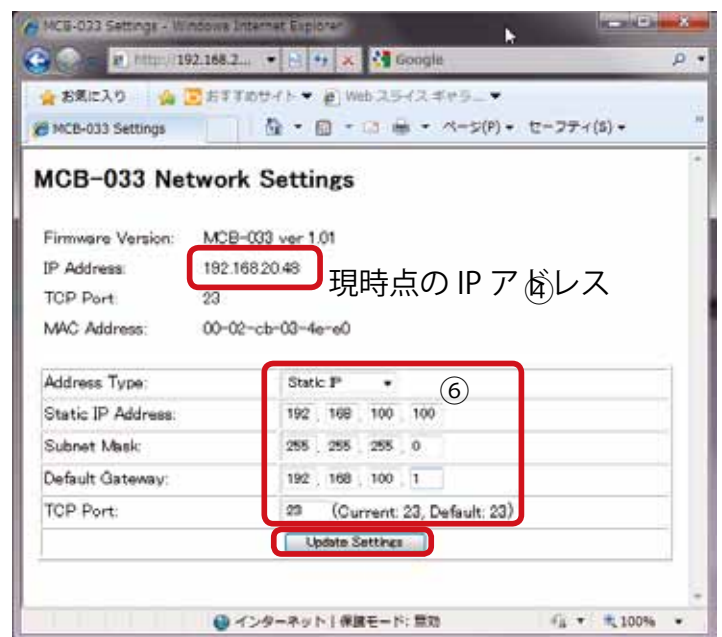 MCB-033 Settings - Windows Internet Explorer
http://192.168.2... Google
お気に入り おすすめサイト Web スライス ギャラ...
MCB-033 Settings ページ(P) セーフティ(S)
MCB-033 Network Settings
Firmware Version: MCB-033 ver 1.01
IP Address: 192.168.20.48
現時点の IP アドレス
④
TCP Port: 23
MAC Address: 00-02-cb-03-4e-e0
Address Type: Static IP
⑥
Static IP Address: 192 . 168 . 100 . 100
Subnet Mask: 255 . 255 . 255 . 0
Default Gateway: 192 . 168 . 100 . 1
TCP Port: 23 (Current: 23, Default: 23)
Update Settings
インターネット | 保護モード: 無効 100%